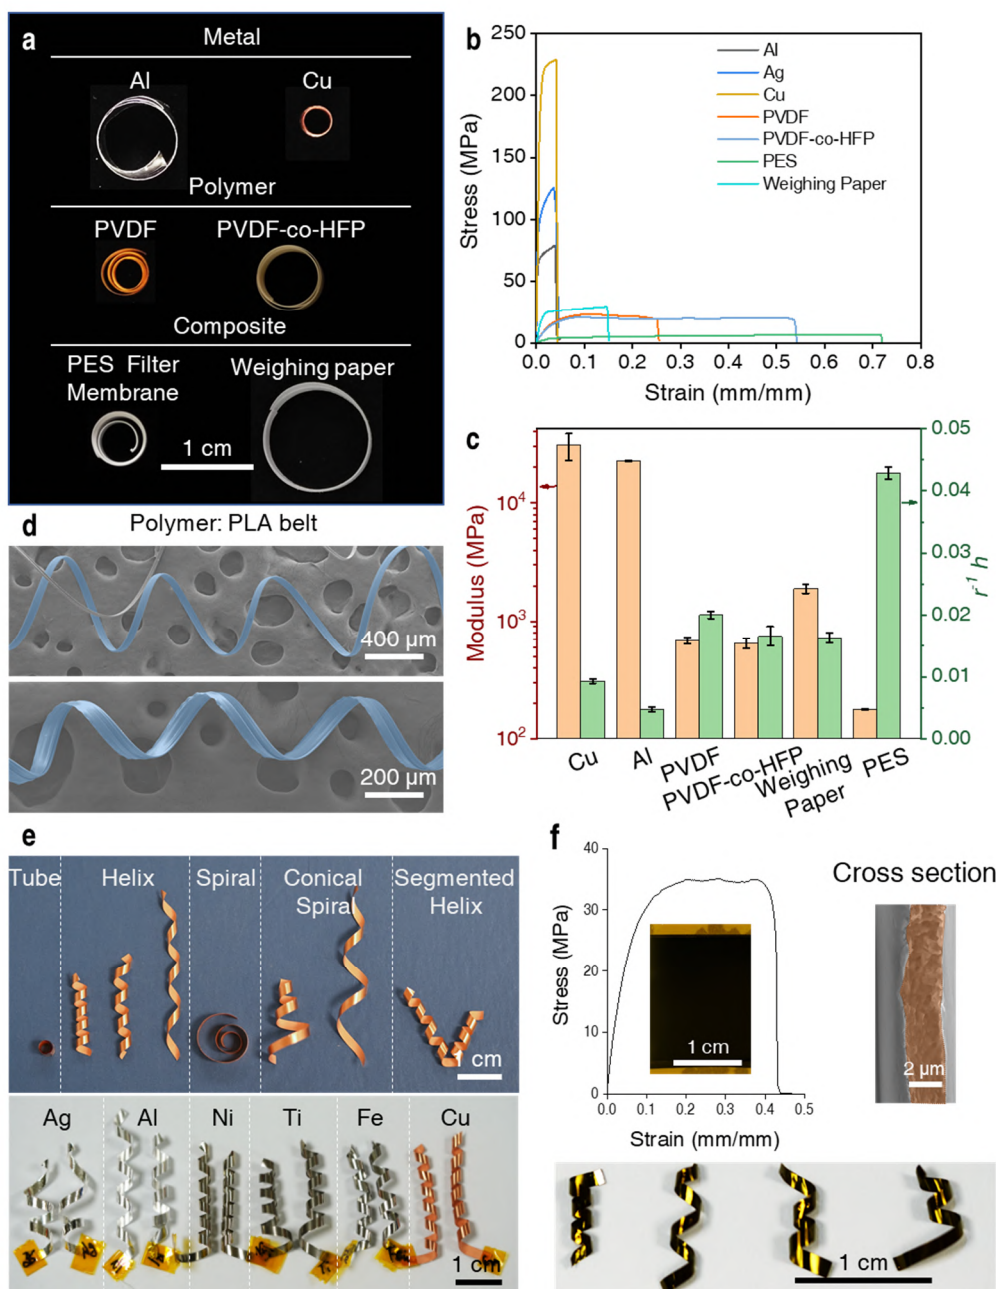 a
Metal
Al
Cu
Polymer
PVDF
PVDF-co-HFP
Composite
PES Filter
Membrane
Weighing paper
1 cm
b
250
200
150
100
50
0
0.0
0.1
0.2
0.3
0.4
0.5
0.6
0.7
0.8
Stress (MPa)
Strain (mm/mm)
Al
Ag
Cu
PVDF
PVDF-co-HFP
PES
Weighing Paper
c
Modulus (MPa)
10⁴
10³
10²
0.05
0.04
0.03
0.02
0.01
0.00
r⁻¹ h
Cu
Al
PVDF
PVDF-co-HFP
Weighing
Paper
PES
d
Polymer: PLA belt
400 µm
200 µm
e
Tube
Helix
Spiral
Conical
Spiral
Segmented
Helix
1 cm
Ag
Al
Ni
Ti
Fe
Cu
1 cm
f
40
30
20
10
0
0.0
0.1
0.2
0.3
0.4
0.5
Stress (MPa)
Strain (mm/mm)
1 cm
Cross section
2 µm
1 cm